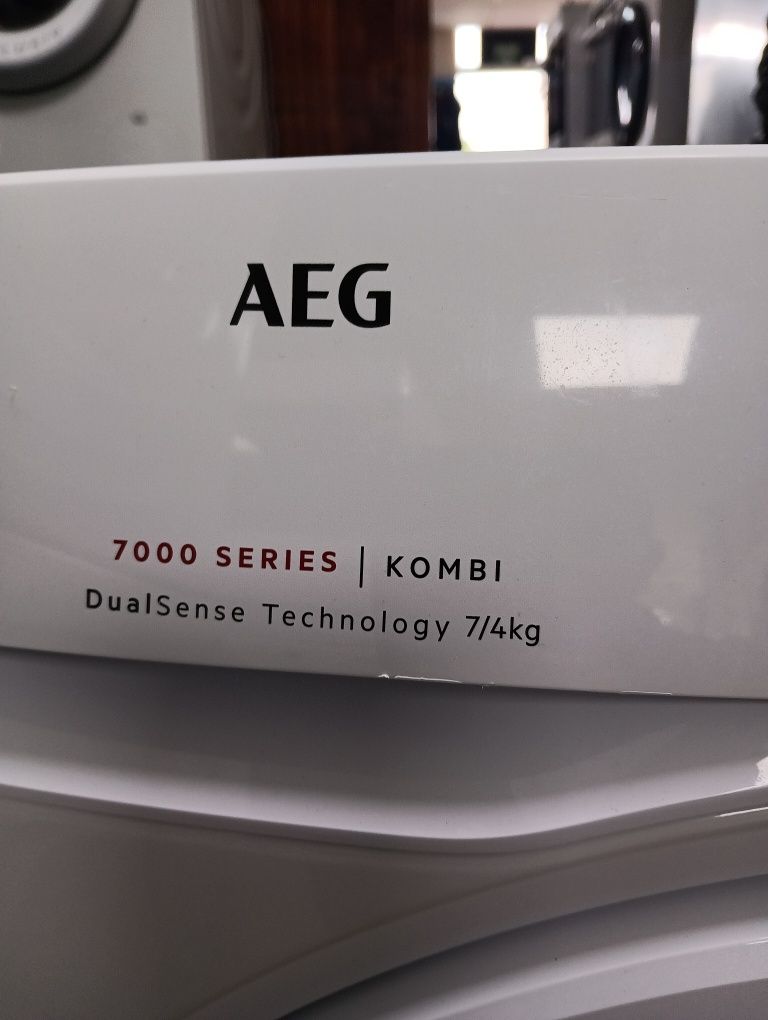 AEG
7000 SERIES | KOMBI
DualSense Technology 7/4kg